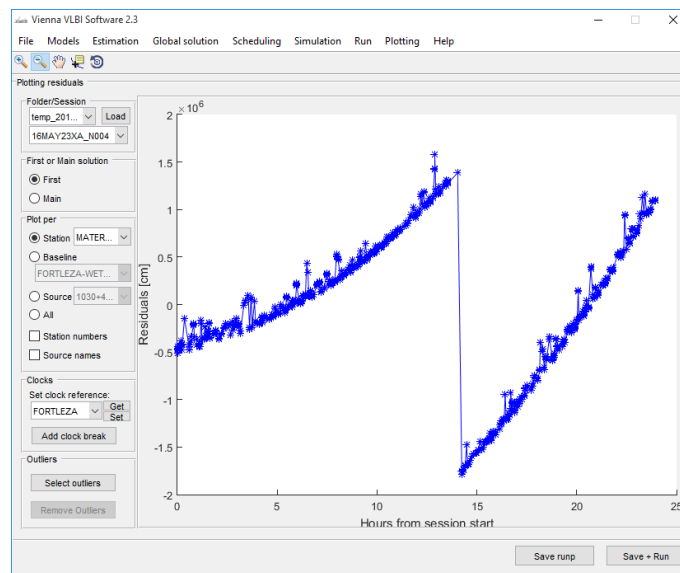 Vienna VLBI Software 2.3
File Models Estimation Global solution Scheduling Simulation Run Plotting Help
Plotting residuals
Folder/Session
temp_201... Load
16MAY23XA_N004
First or Main solution
First
Main
Plot per
Station MATER...
Baseline
FORTLEZA-WET...
Source 1030+4...
All
Station numbers
Source names
Clocks
Set clock reference:
FORTLEZA Get
Set
Add clock break
Outliers
Select outliers
Remove Outliers
×10^6
2
1.5
1
0.5
0
-0.5
-1
-1.5
-2
Residuals [cm]
0 5 10 15 20 25
Hours from session start
Save runp Save + Run